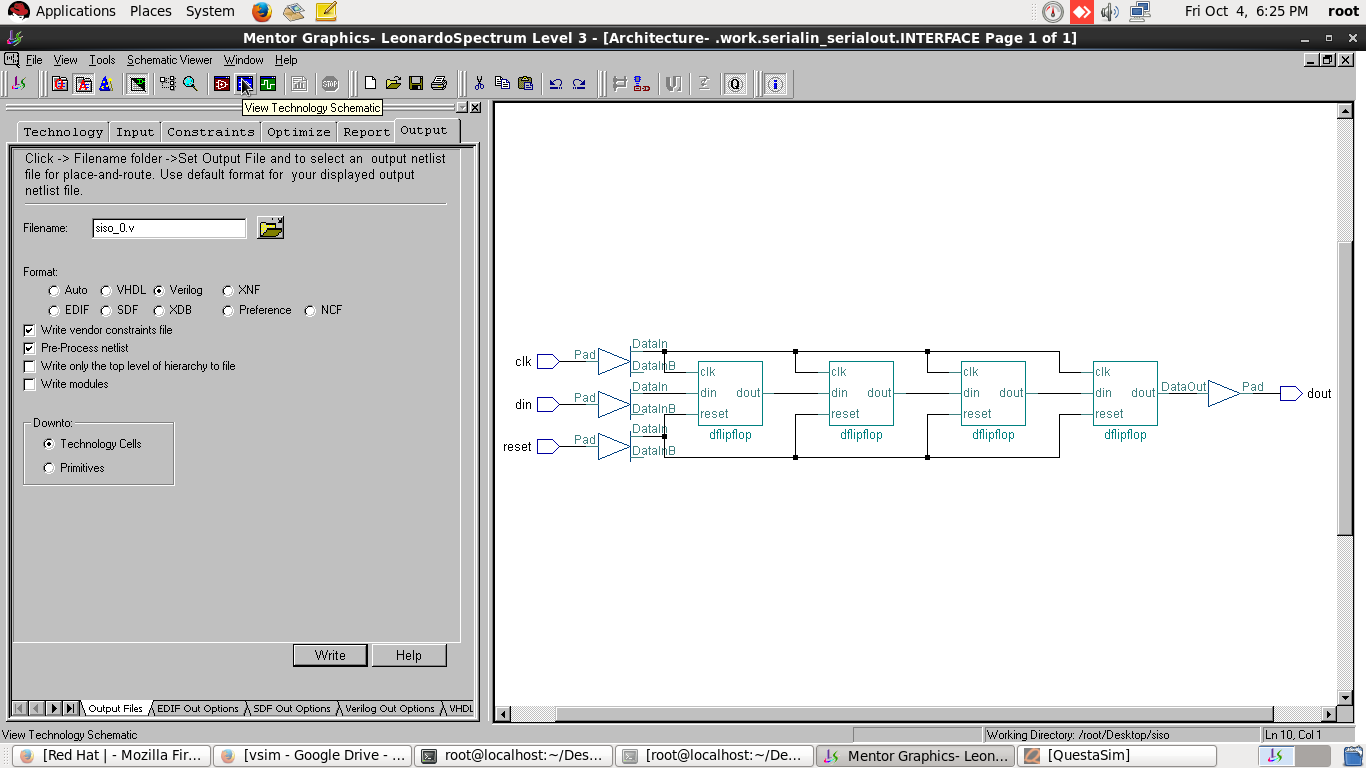 Applications Places System Fri Oct 4, 6:25 PM root
Mentor Graphics- LeonardoSpectrum Level 3 - [Architecture- .work.serialin_serialout.INTERFACE Page 1 of 1]
File View Tools Schematic Viewer Window Help
STOP Q
View Technology Schematic
Technology Input Constraints Optimize Report Output
Click -> Filename folder ->Set Output File and to select an output netlist
file for place-and-route. Use default format for your displayed output
netlist file.
Filename: siso_0.v
Format:
Auto VHDL Verilog XNF
EDIF SDF XDB Preference NCF
Write vendor constraints file
Pre-Process netlist
Write only the top level of hierarchy to file
Write modules
Downto:
Technology Cells
Primitives
Write Help
Output Files EDIF Out Options SDF Out Options Verilog Out Options VHDL
DataIn
clk Pad
DataInB clk clk clk clk
DataIn din dout din dout din dout din dout DataOut Pad dout
din Pad
DataInB reset reset reset reset
DataIn dflipflop dflipflop dflipflop dflipflop
reset Pad
DataInB
View Technology Schematic Working Directory: /root/Desktop/siso Ln 10, Col 1
[Red Hat | - Mozilla Fir... [vsim - Google Drive - ... root@localhost:~/Des... [root@localhost:~/De... Mentor Graphics- Leon... [QuestaSim]